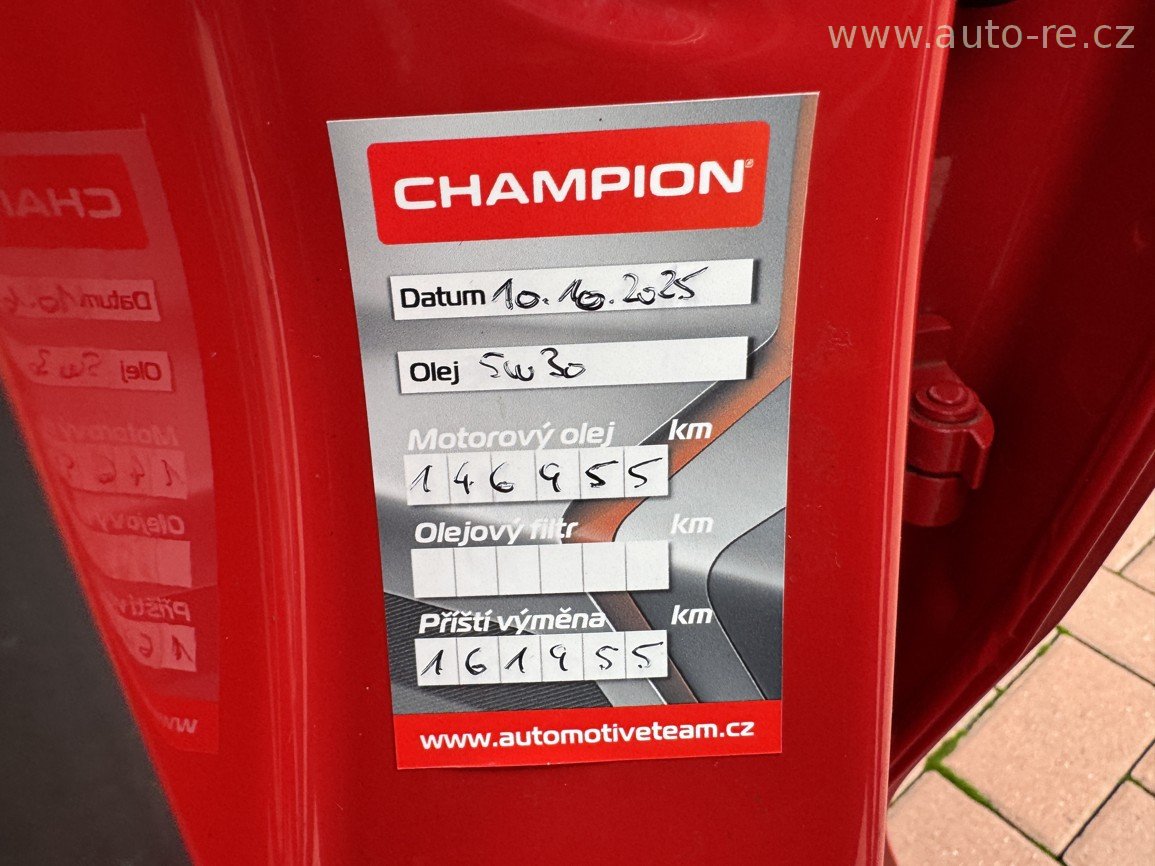 www.auto-re.cz
CHAMPION®
Datum 10.10.2025
Olej 5w30
Motorový olej km
146955
Olejový filtr km
Příští výměna km
161955
www.automotiveteam.cz